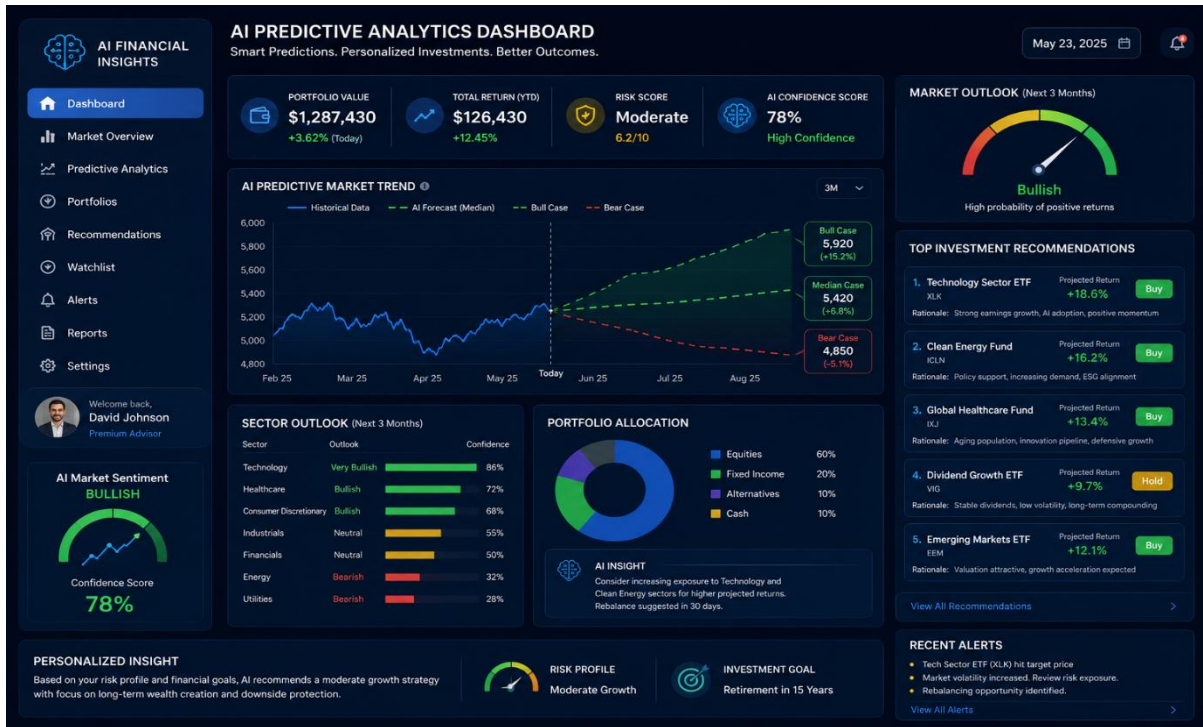 AI FINANCIAL
INSIGHTS
Dashboard
Market Overview
Predictive Analytics
Portfolios
Recommendations
Watchlist
Alerts
Reports
Settings
Welcome back,
David Johnson
Premium Advisor
AI Market Sentiment
BULLISH
Confidence Score
78%
AI PREDICTIVE ANALYTICS DASHBOARD
Smart Predictions. Personalized Investments. Better Outcomes.
May 23, 2025
PORTFOLIO VALUE
$1,287,430
+3.62% (Today)
TOTAL RETURN (YTD)
$126,430
+12.45%
RISK SCORE
Moderate
6.2/10
AI CONFIDENCE SCORE
78%
High Confidence
AI PREDICTIVE MARKET TREND
3M
Historical Data AI Forecast (Median) Bull Case Bear Case
6,000
5,800
5,600
5,400
5,200
5,000
4,800
Feb 25 Mar 25 Apr 25 May 25 Today Jun 25 Jul 25 Aug 25
Bull Case
5,920
(+15.2%)
Median Case
5,420
(+6.8%)
Bear Case
4,850
(-5.1%)
SECTOR OUTLOOK (Next 3 Months)
Sector Outlook Confidence
Technology Very Bullish 86%
Healthcare Bullish 72%
Consumer Discretionary Bullish 68%
Industrials Neutral 55%
Financials Neutral 50%
Energy Bearish 32%
Utilities Bearish 28%
PORTFOLIO ALLOCATION
Equities 60%
Fixed Income 20%
Alternatives 10%
Cash 10%
AI INSIGHT
Consider increasing exposure to Technology and
Clean Energy sectors for higher projected returns.
Rebalance suggested in 30 days.
MARKET OUTLOOK (Next 3 Months)
Bullish
High probability of positive returns
TOP INVESTMENT RECOMMENDATIONS
1. Technology Sector ETF
XLK
Projected Return
+18.6%
Buy
Rationale: Strong earnings growth, AI adoption, positive momentum
2. Clean Energy Fund
ICLN
Projected Return
+16.2%
Buy
Rationale: Policy support, increasing demand, ESG alignment
3. Global Healthcare Fund
IXJ
Projected Return
+13.4%
Buy
Rationale: Aging population, innovation pipeline, defensive growth
4. Dividend Growth ETF
VIG
Projected Return
+9.7%
Hold
Rationale: Stable dividends, low volatility, long-term compounding
5. Emerging Markets ETF
EEM
Projected Return
+12.1%
Buy
Rationale: Valuation attractive, growth acceleration expected
View All Recommendations
PERSONALIZED INSIGHT
Based on your risk profile and financial goals, AI recommends a moderate growth strategy
with focus on long-term wealth creation and downside protection.
RISK PROFILE
Moderate Growth
INVESTMENT GOAL
Retirement in 15 Years
RECENT ALERTS
• Tech Sector ETF (XLK) hit target price
• Market volatility increased. Review risk exposure.
• Rebalancing opportunity identified.
View All Alerts